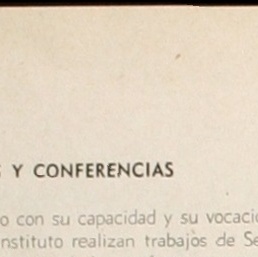 S Y CONFERENCIAS
o con su capacidad y su vocaci
nstituto realizan trabajos de Se